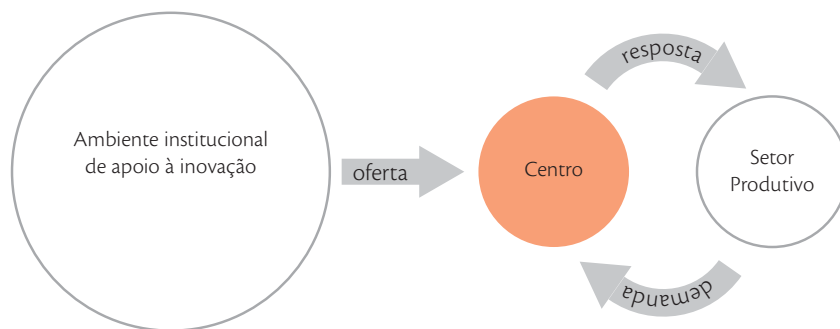 Ambiente institucional
de apoio à inovação
oferta
Centro
resposta
Setor
Produtivo
demanda